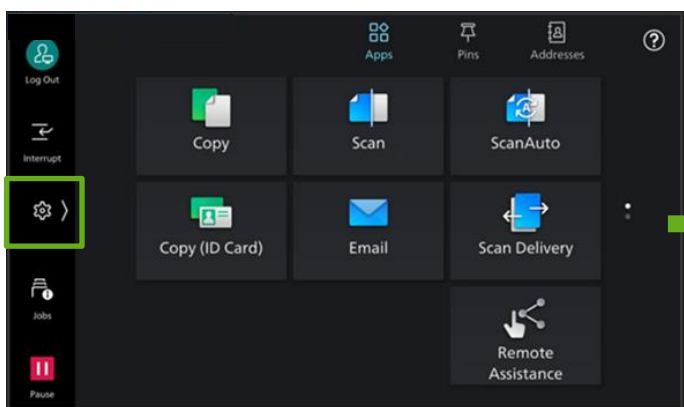 Apps
Pins
Addresses
Log Out
Interrupt
Jobs
Pause
Copy
Scan
ScanAuto
Copy (ID Card)
Email
Scan Delivery
Remote
Assistance